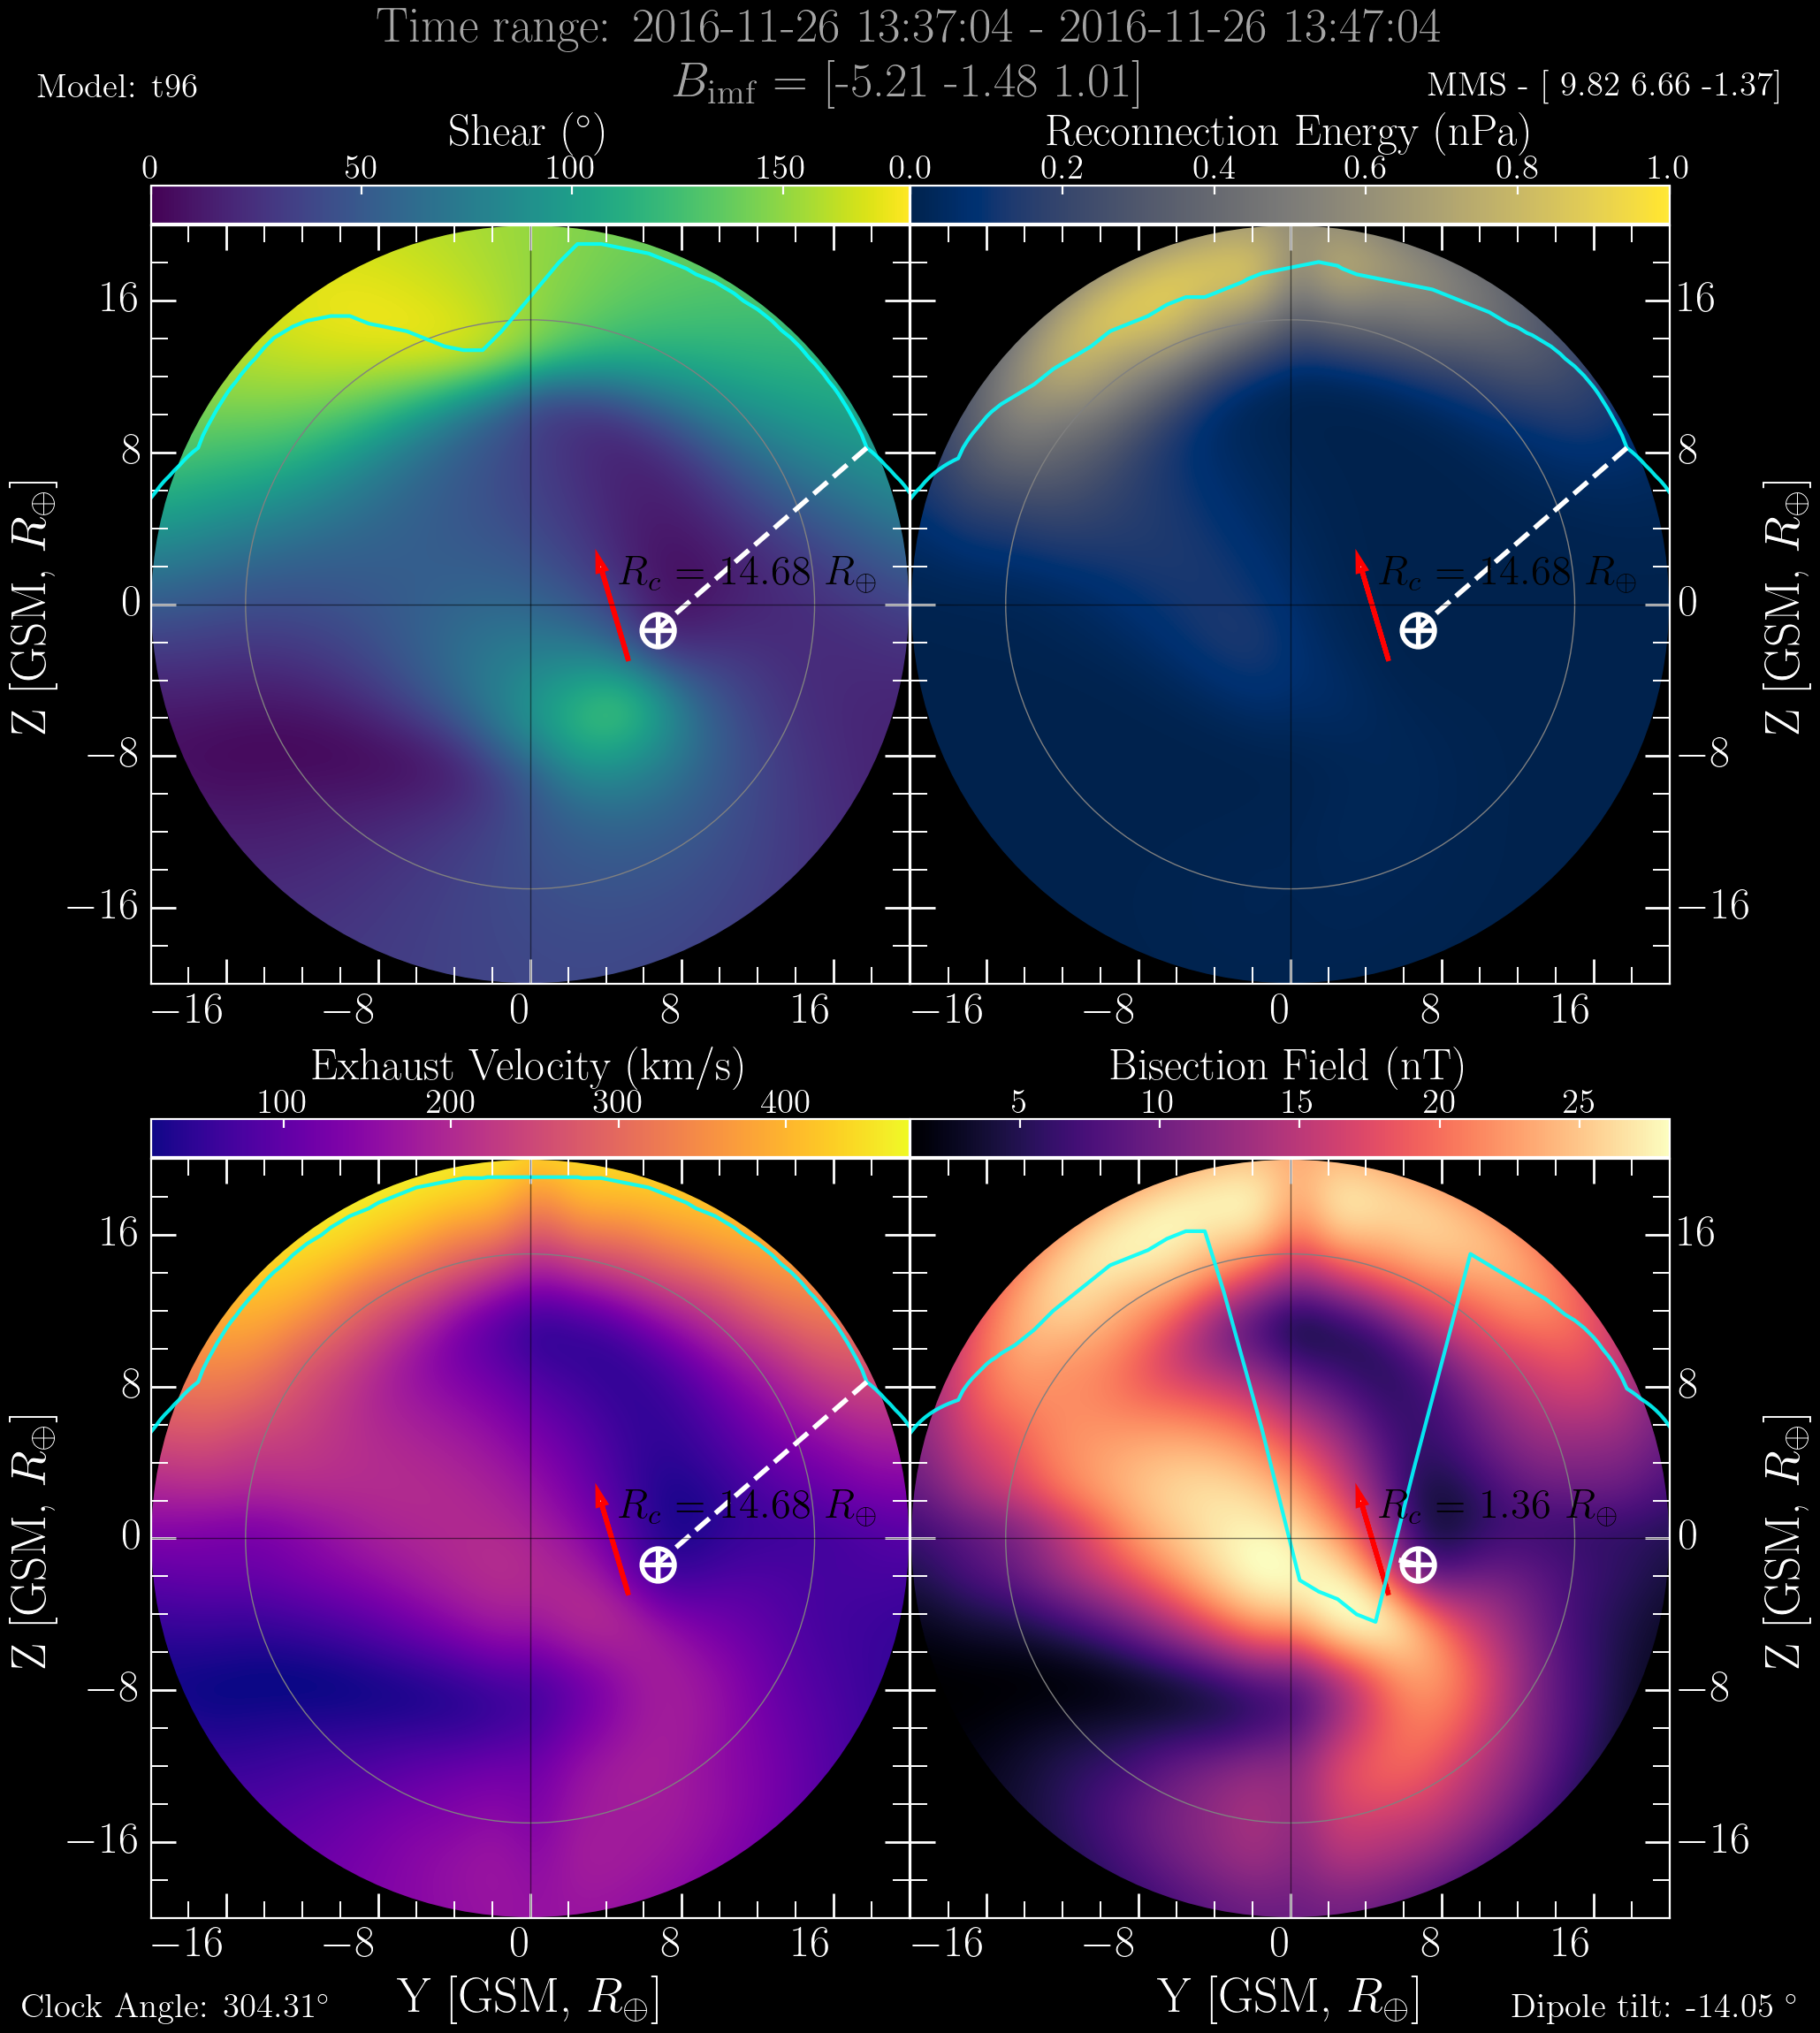 Time range: 2016-11-26 13:37:04 - 2016-11-26 13:47:04
Model: t96
B_imf = [-5.21 -1.48 1.01]
MMS - [ 9.82 6.66 -1.37]
Shear (°)
Reconnection Energy (nPa)
0 50 100 150
0.0 0.2 0.4 0.6 0.8 1.0
16 8 0 −8 −16
Z [GSM, R⊕]
R_c = 14.68 R⊕
R_c = 14.68 R⊕
16 8 0 −8 −16
Z [GSM, R⊕]
−16 −8 0 8 16
−16 −8 0 8 16
Exhaust Velocity (km/s)
Bisection Field (nT)
100 200 300 400
5 10 15 20 25
16 8 0 −8 −16
Z [GSM, R⊕]
R_c = 14.68 R⊕
R_c = 1.36 R⊕
16 8 0 −8 −16
Z [GSM, R⊕]
−16 −8 0 8 16
−16 −8 0 8 16
Y [GSM, R⊕]
Y [GSM, R⊕]
Clock Angle: 304.31°
Dipole tilt: -14.05 °